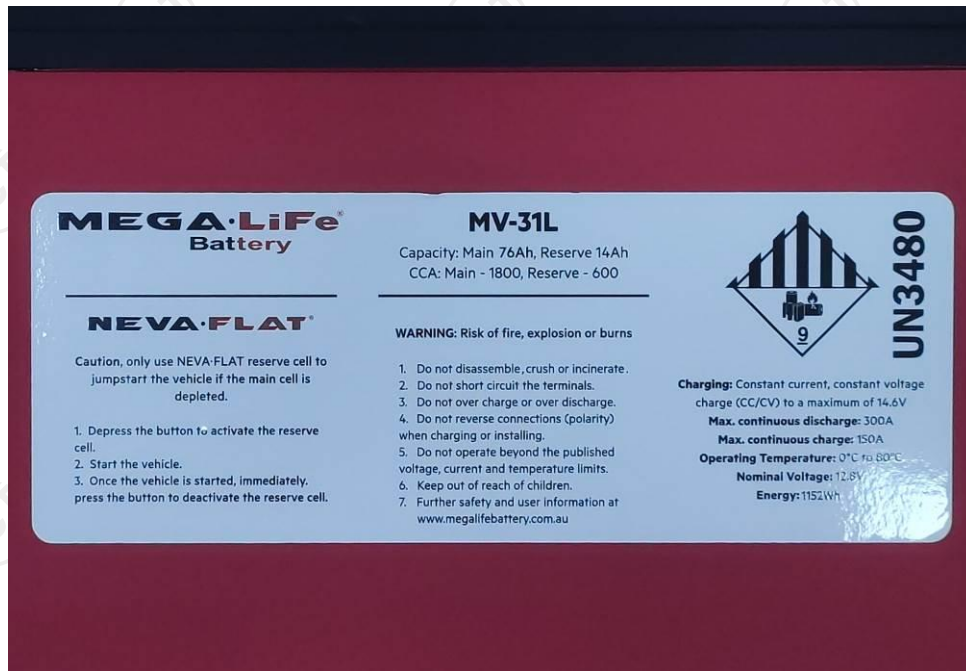 MEGA·LiFe®
Battery
NEVA·FLAT®
Caution, only use NEVA·FLAT reserve cell to
jumpstart the vehicle if the main cell is
depleted.
1. Depress the button to activate the reserve
cell.
2. Start the vehicle.
3. Once the vehicle is started, immediately.
press the button to deactivate the reserve cell.
MV-31L
Capacity: Main 76Ah, Reserve 14Ah
CCA: Main - 1800, Reserve - 600
WARNING: Risk of fire, explosion or burns
1. Do not disassemble, crush or incinerate.
2. Do not short circuit the terminals.
3. Do not over charge or over discharge.
4. Do not reverse connections (polarity)
when charging or installing.
5. Do not operate beyond the published
voltage, current and temperature limits.
6. Keep out of reach of children.
7. Further safety and user information at
www.megalifebattery.com.au
9
UN3480
Charging: Constant current, constant voltage
charge (CC/CV) to a maximum of 14.6V
Max. continuous discharge: 300A
Max. continuous charge: 150A
Operating Temperature: 0°C to 80°C
Nominal Voltage: 12.8V
Energy: 1152Wh